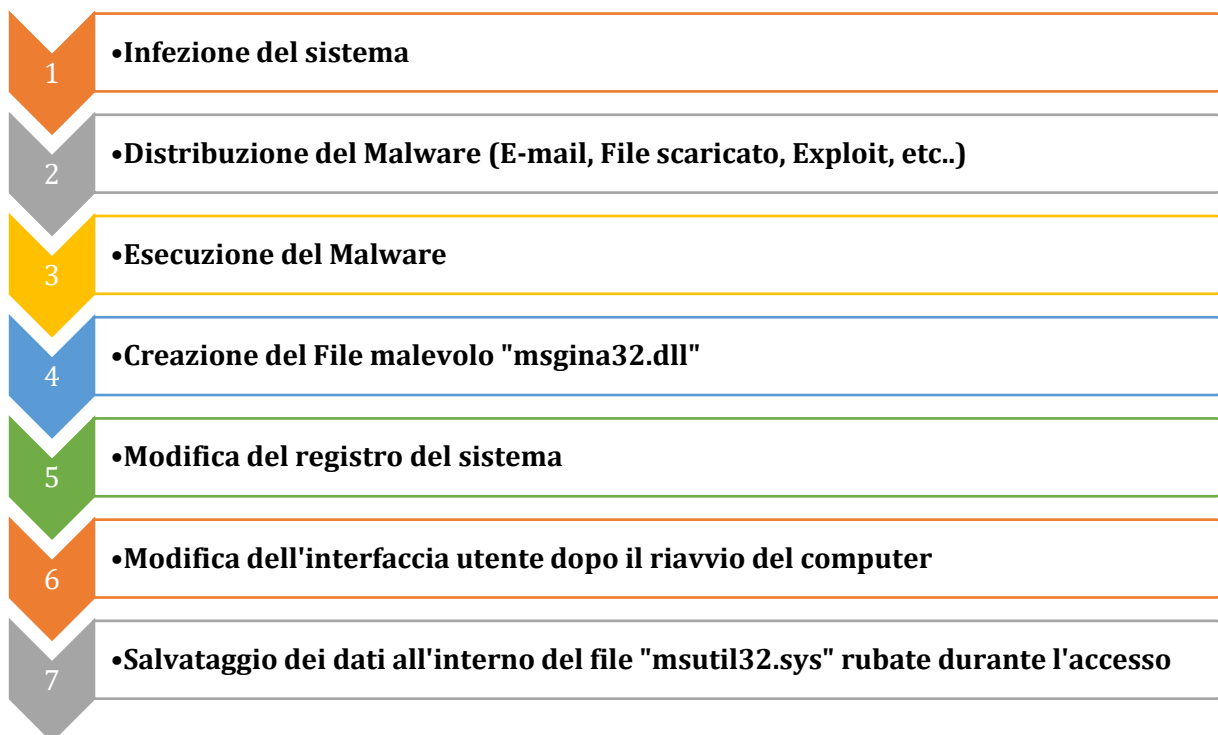 1 •Infezione del sistema
2 •Distribuzione del Malware (E-mail, File scaricato, Exploit, etc..)
3 •Esecuzione del Malware
4 •Creazione del File malevolo "msgina32.dll"
5 •Modifica del registro del sistema
6 •Modifica dell'interfaccia utente dopo il riavvio del computer
7 •Salvataggio dei dati all'interno del file "msutil32.sys" rubate durante l'accesso